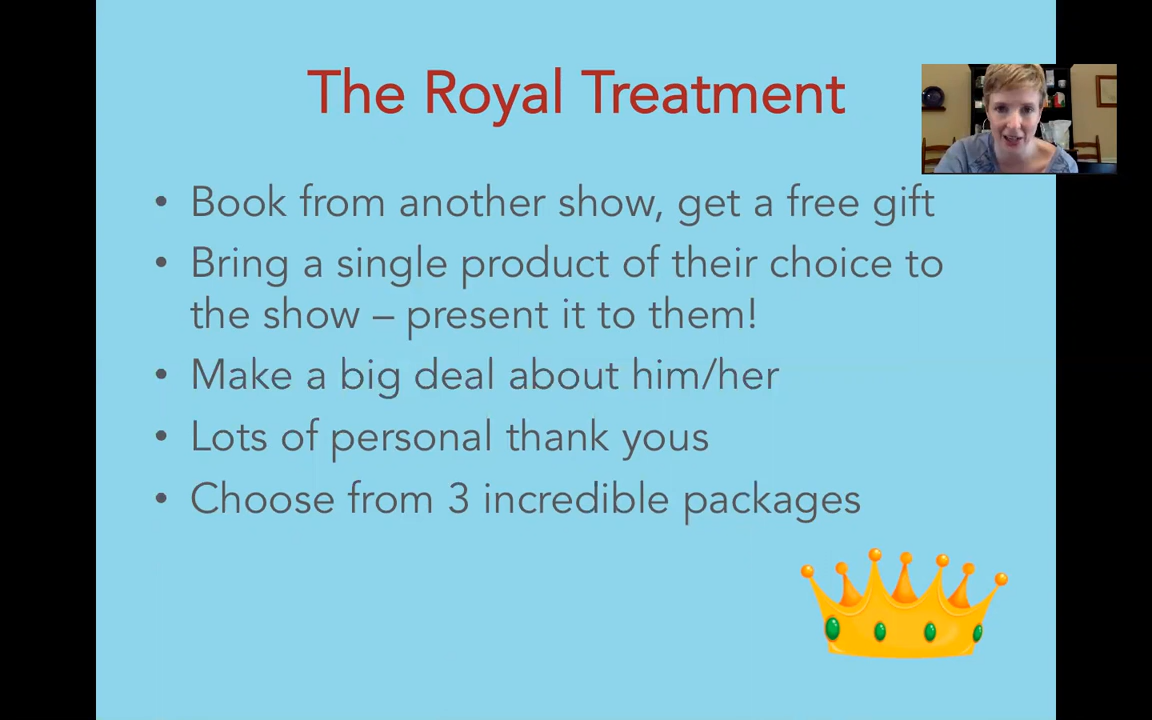 The Royal Treatment
• Book from another show, get a free gift
• Bring a single product of their choice to
the show – present it to them!
• Make a big deal about him/her
• Lots of personal thank yous
• Choose from 3 incredible packages